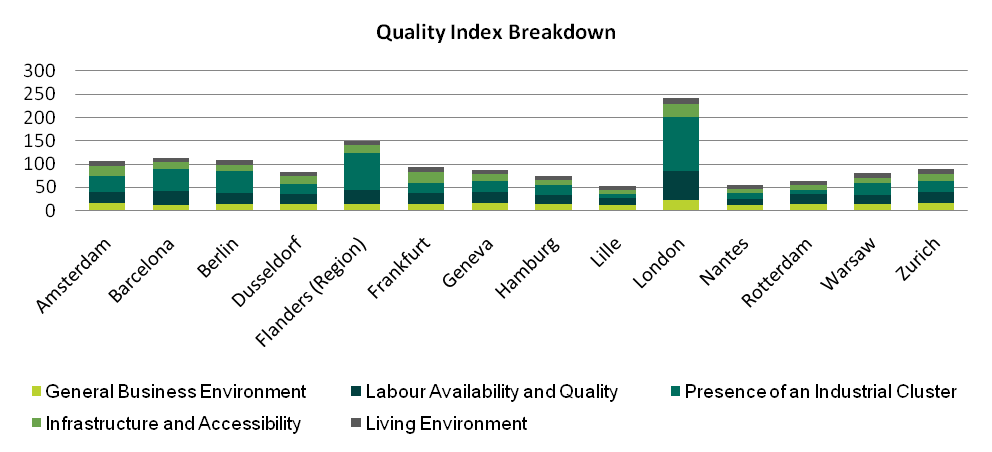 Quality Index Breakdown
300
250
200
150
100
50
0
Amsterdam
Barcelona
Berlin
Dusseldorf
Flanders (Region)
Frankfurt
Geneva
Hamburg
Lille
London
Nantes
Rotterdam
Warsaw
Zurich
General Business Environment
Labour Availability and Quality
Presence of an Industrial Cluster
Infrastructure and Accessibility
Living Environment